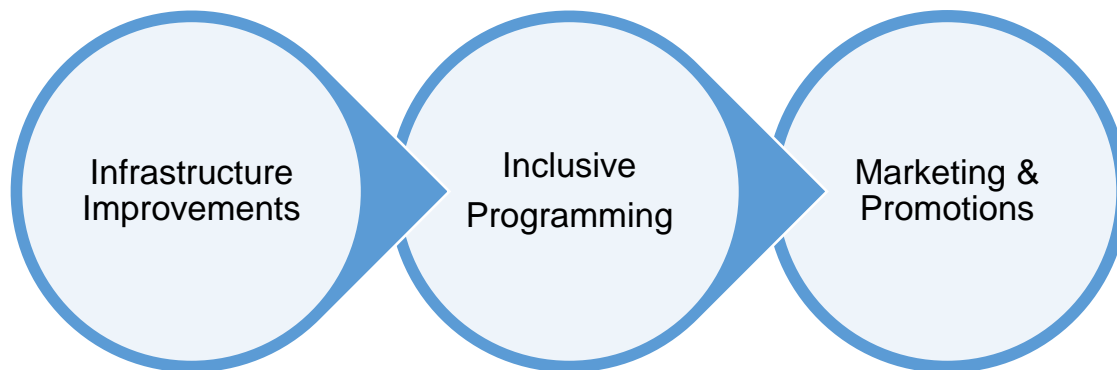 Infrastructure
Improvements
Inclusive
Programming
Marketing &
Promotions